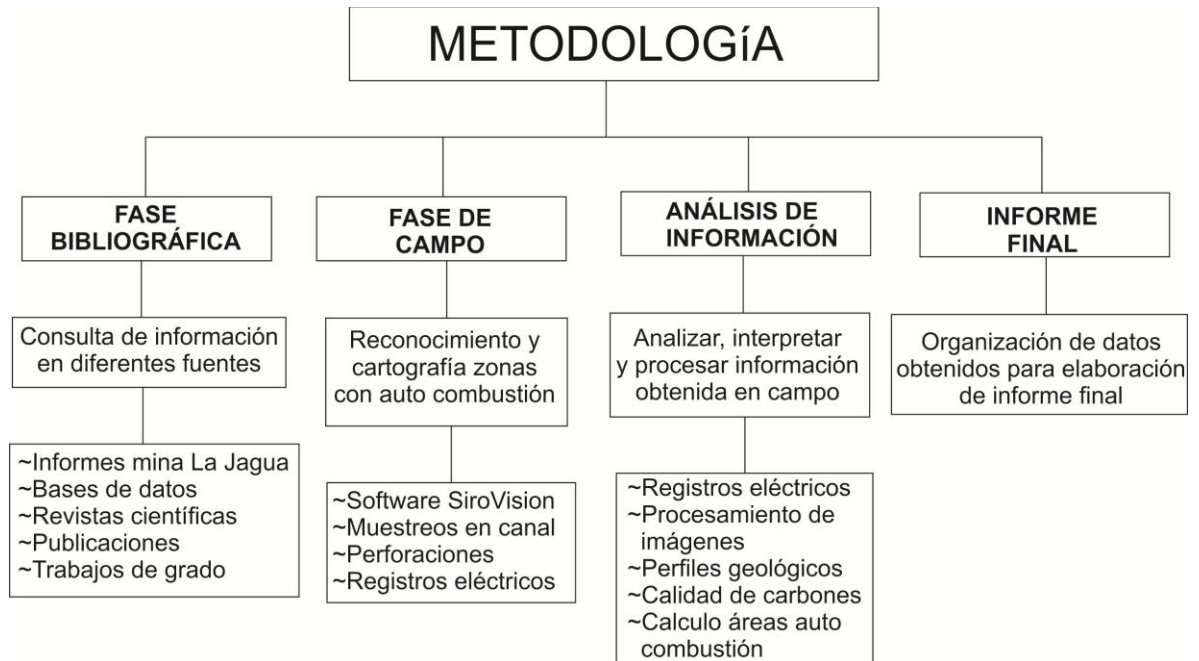 METODOLOGíA
FASE
BIBLIOGRÁFICA
Consulta de información
en diferentes fuentes
~Informes mina La Jagua
~Bases de datos
~Revistas científicas
~Publicaciones
~Trabajos de grado
FASE DE
CAMPO
Reconocimiento y
cartografía zonas
con auto combustión
~Software SiroVision
~Muestreos en canal
~Perforaciones
~Registros eléctricos
ANÁLISIS DE
INFORMACIÓN
Analizar, interpretar
y procesar información
obtenida en campo
~Registros eléctricos
~Procesamiento de
imágenes
~Perfiles geológicos
~Calidad de carbones
~Calculo áreas auto
combustión
INFORME
FINAL
Organización de datos
obtenidos para elaboración
de informe final